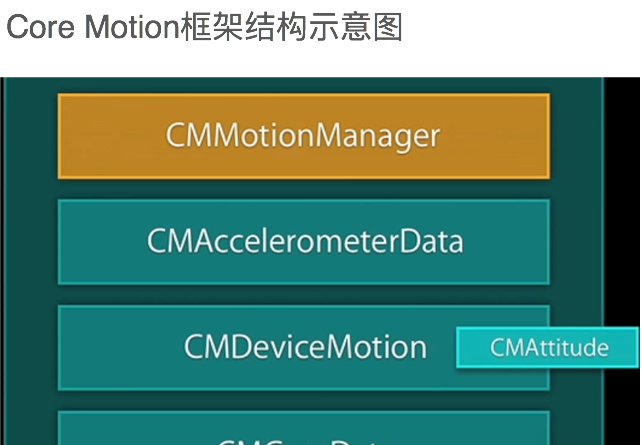 Core Motion框架结构示意图
CMMotionManager
CMAccelerometerData
CMDeviceMotion
CMAttitude